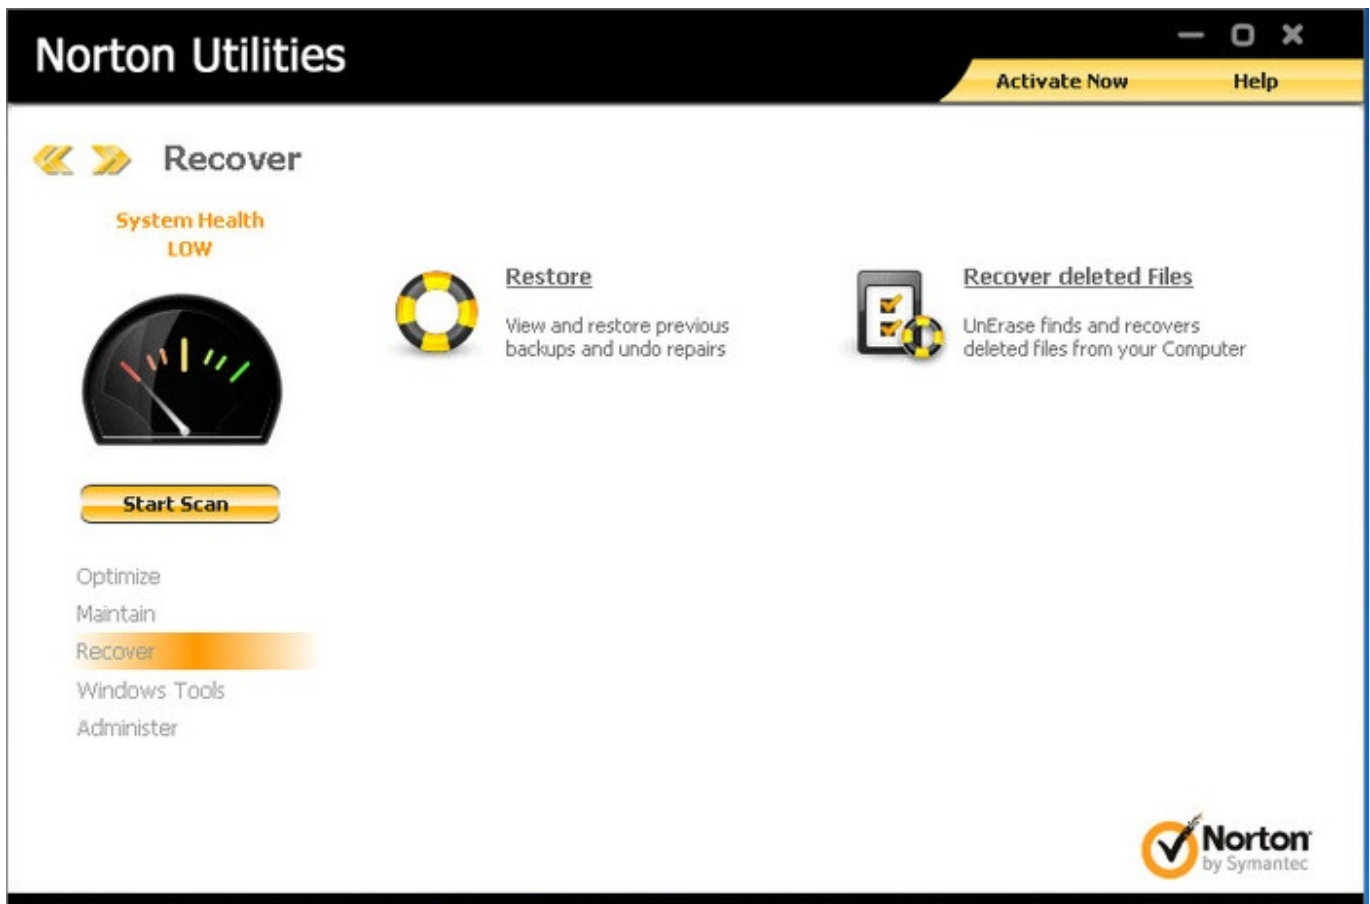 Norton Utilities
Activate Now
Help
Recover
System Health
LOW
Restore
View and restore previous
backups and undo repairs
Recover deleted Files
UnErase finds and recovers
deleted files from your Computer
Start Scan
Optimize
Maintain
Recover
Windows Tools
Administer
Norton
by Symantec